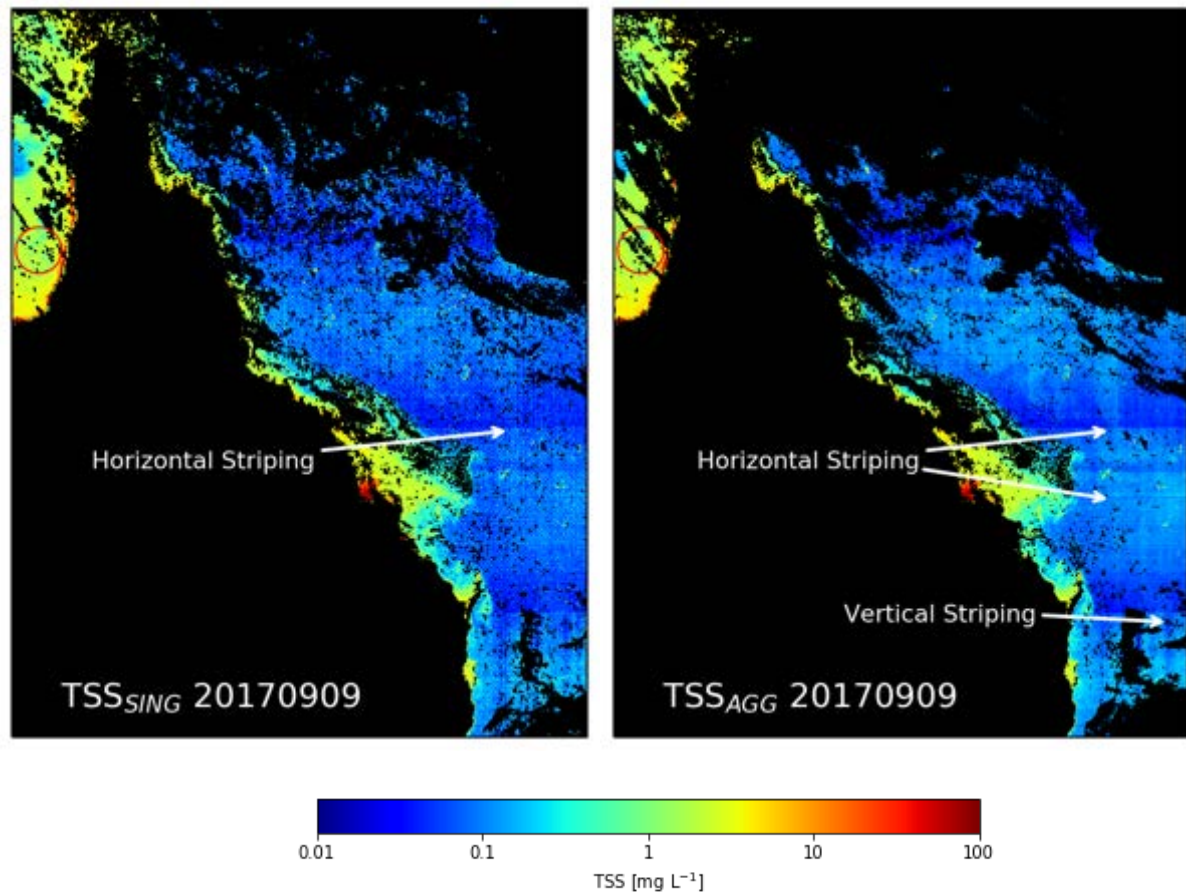 Horizontal Striping
TSS_SING 20170909
Horizontal Striping
Vertical Striping
TSS_AGG 20170909
0.01 0.1 1 10 100
TSS [mg L⁻¹]